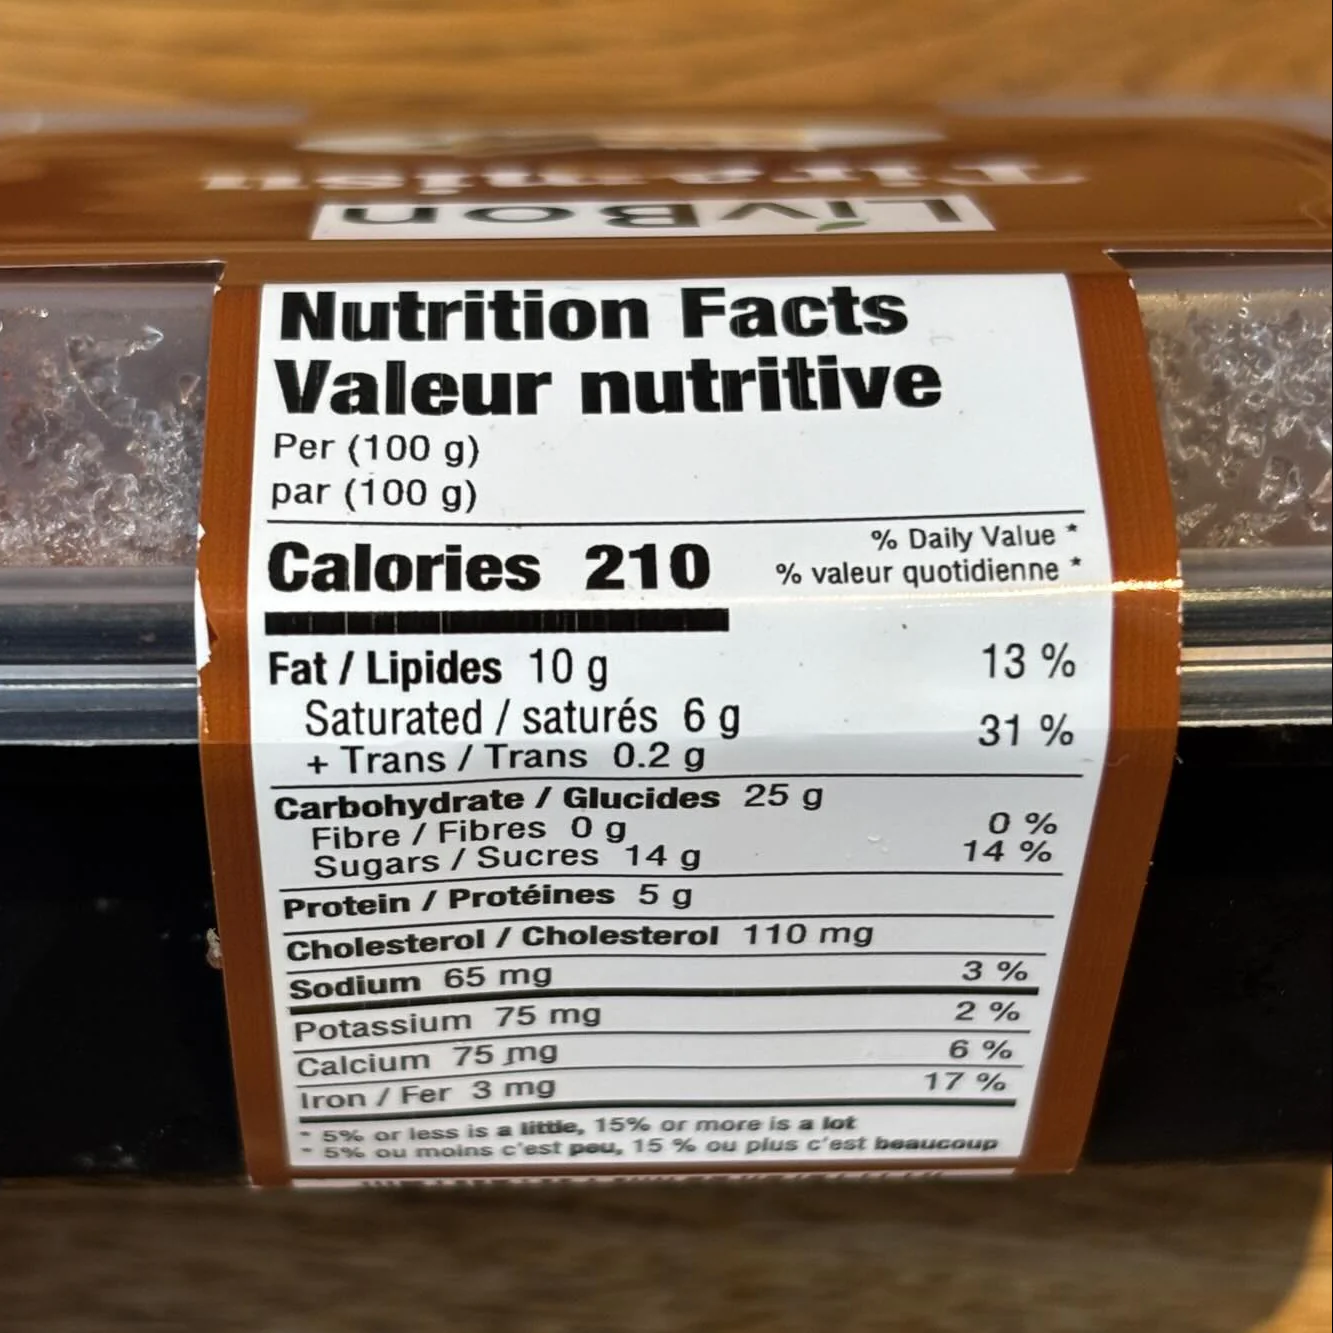 Tiramisu
LivBon
Nutrition Facts
Valeur nutritive
Per (100 g)
par (100 g)
% Daily Value *
% valeur quotidienne *
Calories 210
Fat / Lipides 10 g 13 %
Saturated / saturés 6 g
+ Trans / Trans 0.2 g 31 %
Carbohydrate / Glucides 25 g
Fibre / Fibres 0 g 0 %
Sugars / Sucres 14 g 14 %
Protein / Protéines 5 g
Cholesterol / Cholesterol 110 mg
Sodium 65 mg 3 %
Potassium 75 mg 2 %
Calcium 75 mg 6 %
Iron / Fer 3 mg 17 %
* 5% or less is a little, 15% or more is a lot
* 5% ou moins c'est peu, 15 % ou plus c'est beaucoup